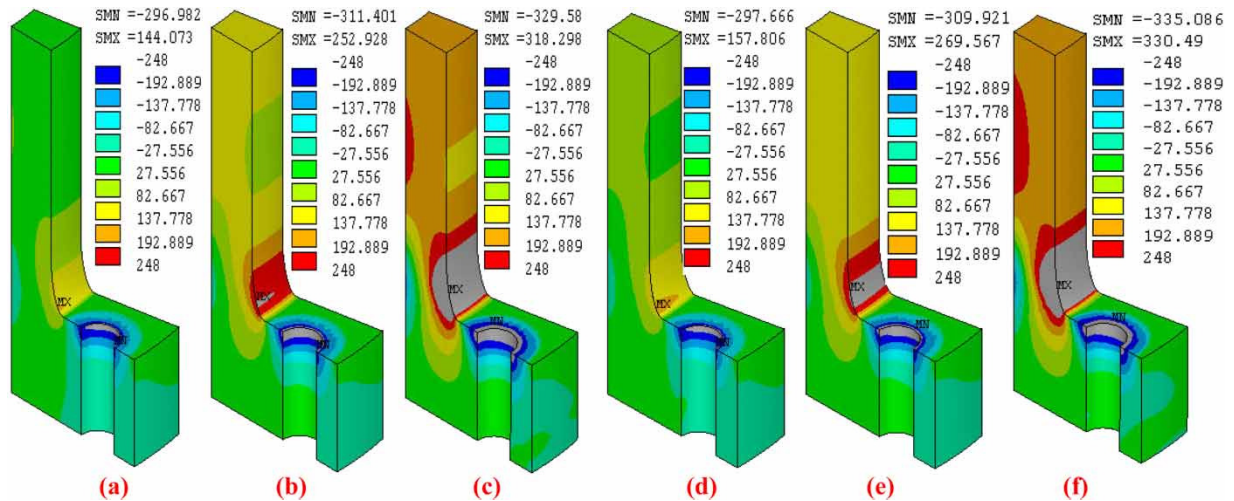 SMN =-296.982
SMX =144.073
-248
-192.889
-137.778
-82.667
-27.556
27.556
82.667
137.778
192.889
248
MX
MN
(a)
SMN =-311.401
SMX =252.928
-248
-192.889
-137.778
-82.667
-27.556
27.556
82.667
137.778
192.889
248
MX
MN
(b)
SMN =-329.58
SMX =318.298
-248
-192.889
-137.778
-82.667
-27.556
27.556
82.667
137.778
192.889
248
MX
MN
(c)
SMN =-297.666
SMX =157.806
-248
-192.889
-137.778
-82.667
-27.556
27.556
82.667
137.778
192.889
248
MX
MN
(d)
SMN =-309.921
SMX =269.567
-248
-192.889
-137.778
-82.667
-27.556
27.556
82.667
137.778
192.889
248
MX
MN
(e)
SMN =-335.086
SMX =330.49
-248
-192.889
-137.778
-82.667
-27.556
27.556
82.667
137.778
192.889
248
MX
MN
(f)